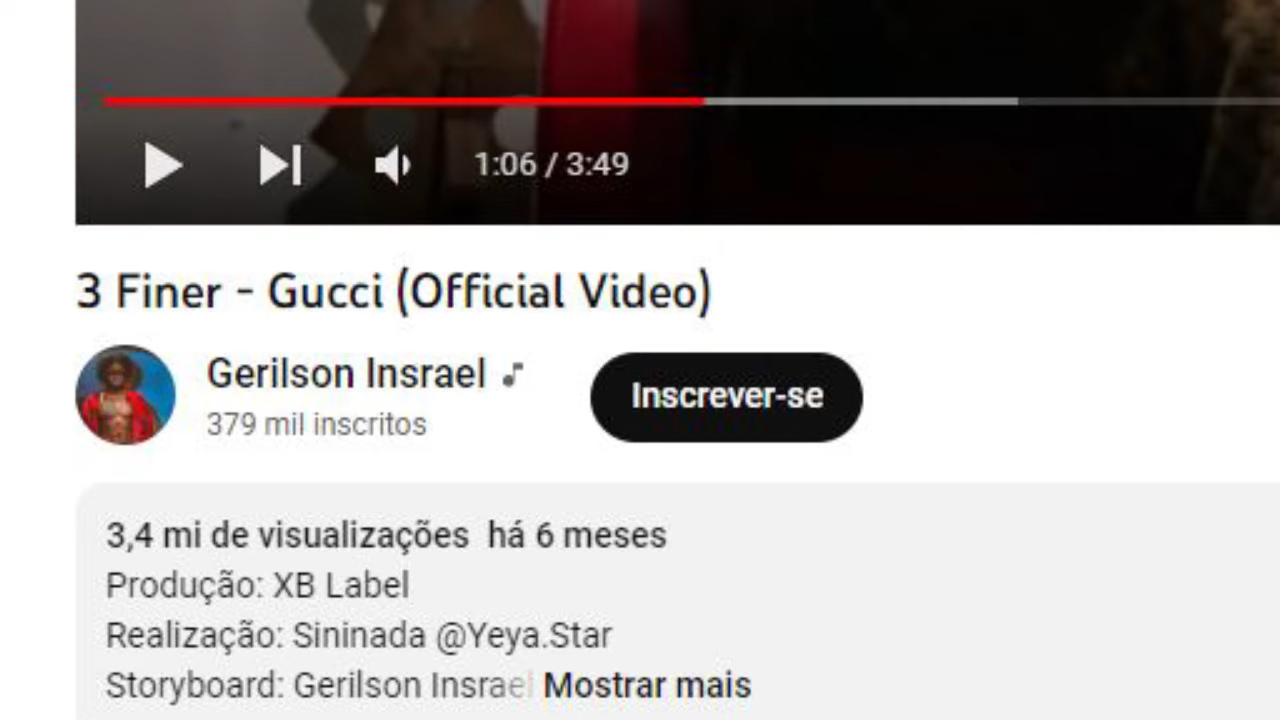 1:06 / 3:49
3 Finer - Gucci (Official Video)
Gerilson Insrael
Inscrever-se
379 mil inscritos
3,4 mi de visualizações há 6 meses
Produção: XB Label
Realização: Sininada @Yeya.Star
Storyboard: Gerilson Insrael Mostrar mais